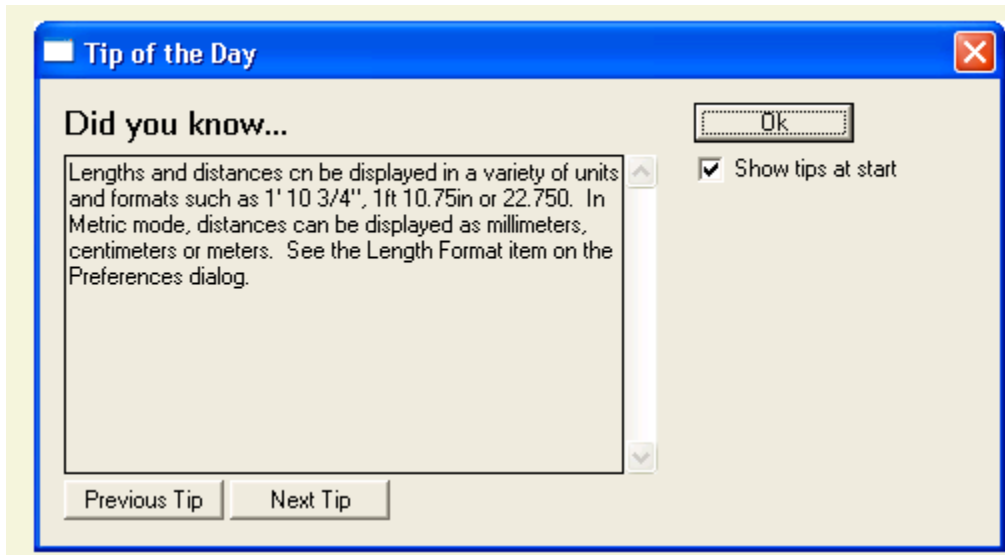 Tip of the Day
Did you know...
Lengths and distances cn be displayed in a variety of units
and formats such as 1' 10 3/4'', 1ft 10.75in or 22.750.  In
Metric mode, distances can be displayed as millimeters,
centimeters or meters.  See the Length Format item on the
Preferences dialog.
Ok
Show tips at start
Previous Tip
Next Tip